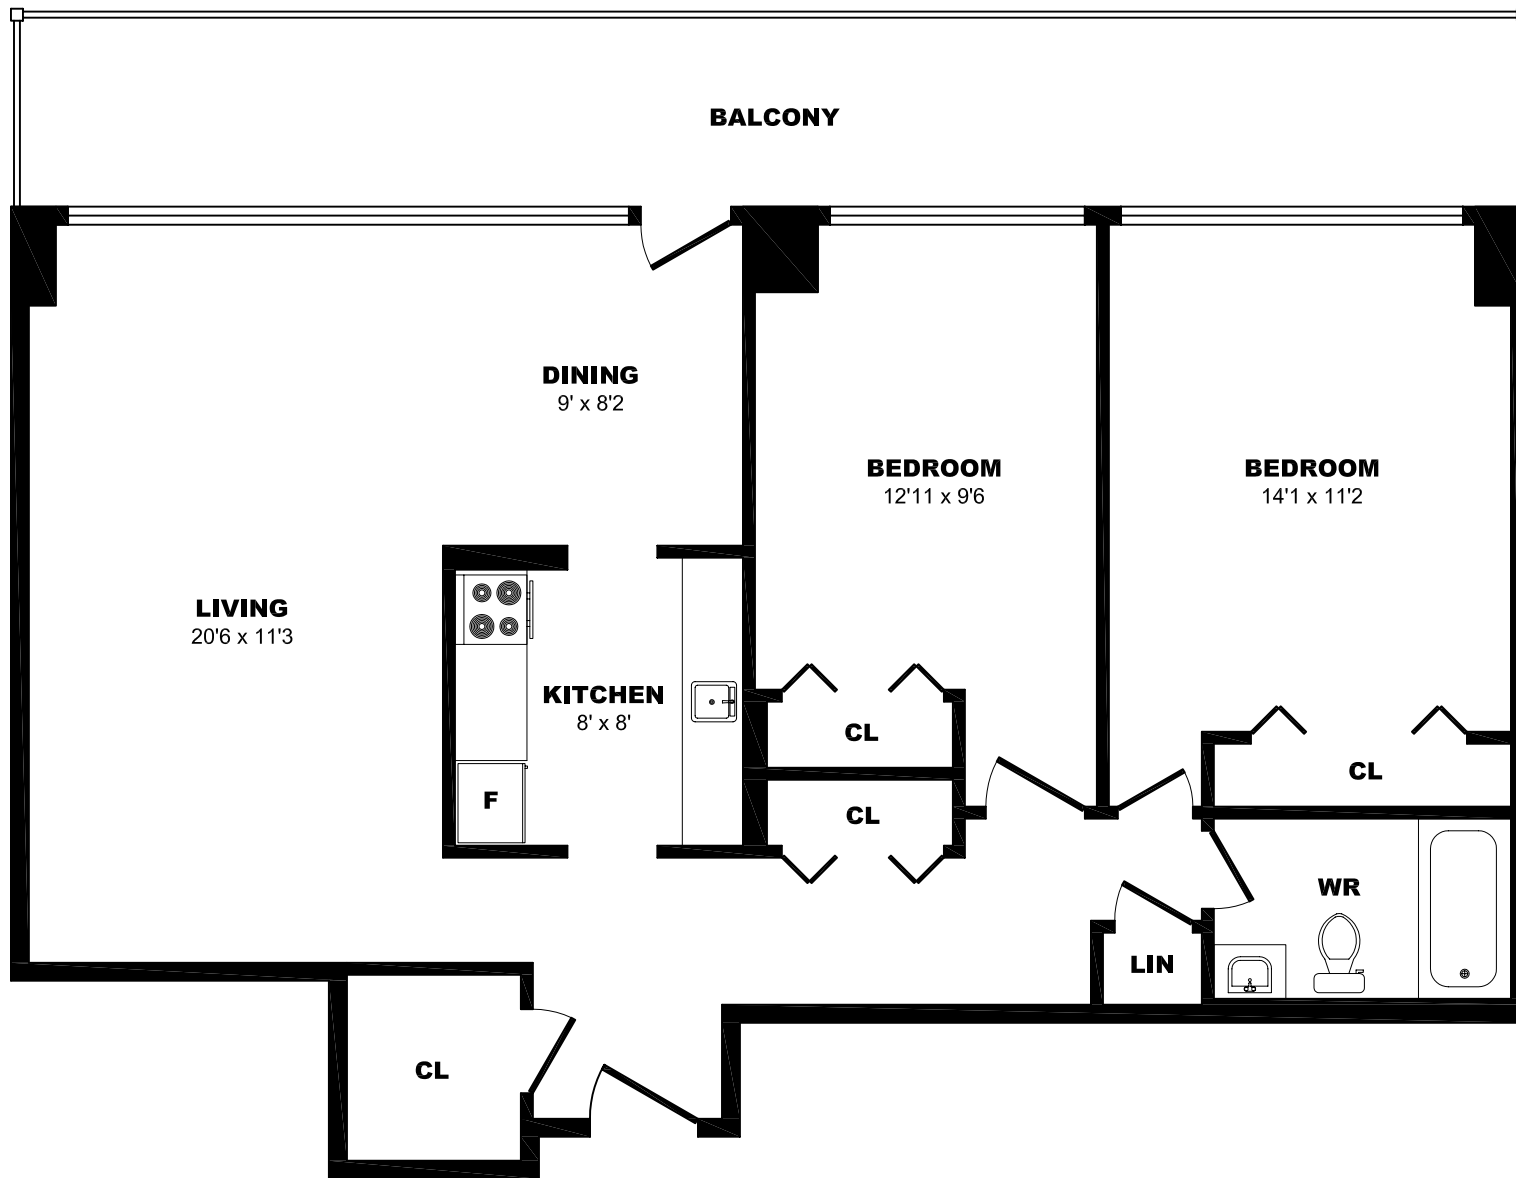 BALCONY
DINING
9' x 8'2
BEDROOM
12'11 x 9'6
BEDROOM
14'1 x 11'2
LIVING
20'6 x 11'3
KITCHEN
8' x 8'
CL
CL
F
CL
WR
LIN
CL